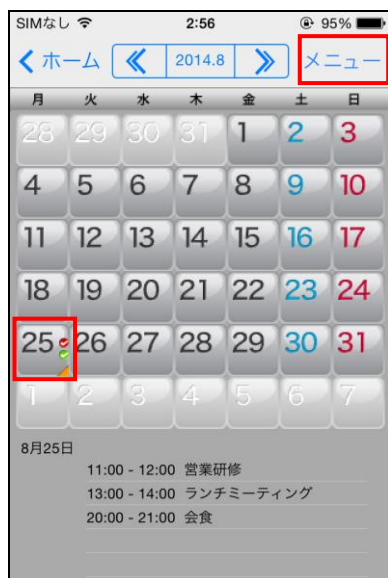 SIMなし 2:56 95%
ホーム 2014.8 メニュー
月 火 水 木 金 土 日
28 29 30 31 1 2 3
4 5 6 7 8 9 10
11 12 13 14 15 16 17
18 19 20 21 22 23 24
25 26 27 28 29 30 31
1 2 3 4 5 6 7
8月25日
11:00 - 12:00 営業研修
13:00 - 14:00 ランチミーティング
20:00 - 21:00 会食